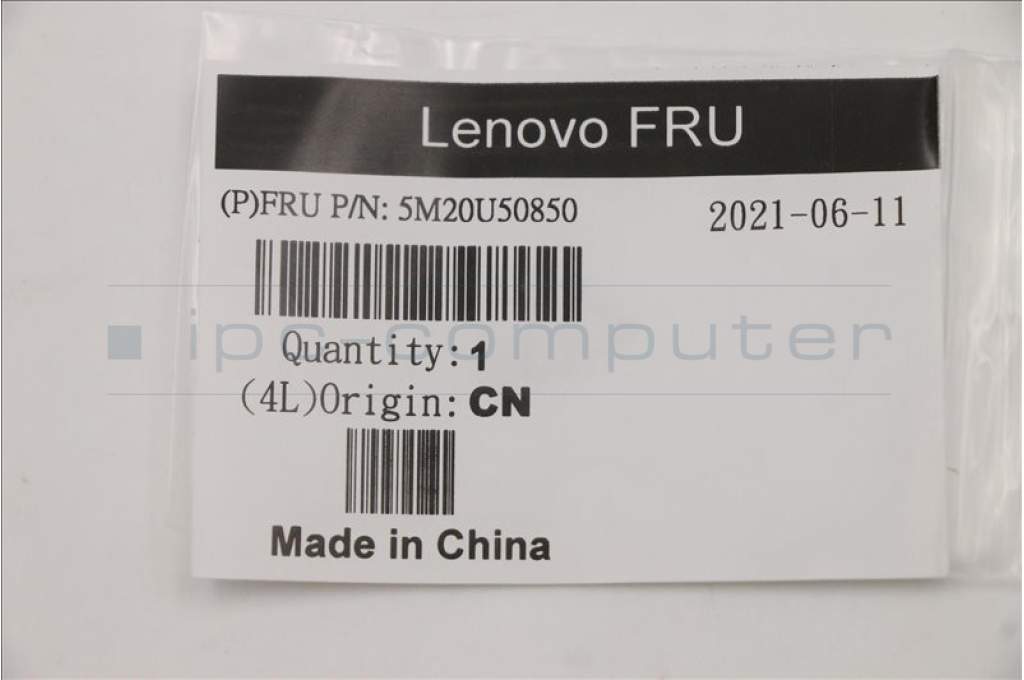 Lenovo FRU
(P)FRU P/N: 5M20U50850
2021-06-11
ipc-computer
Quantity: 1
(4L)Origin: CN
Made in China